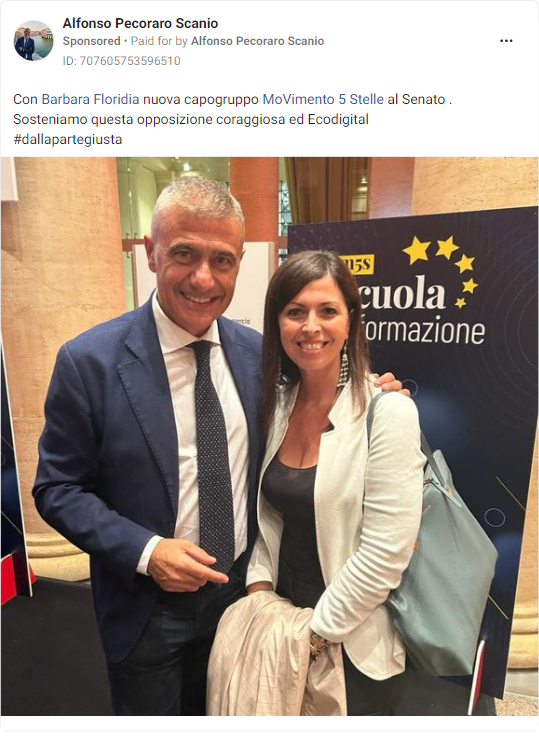 Alfonso Pecoraro Scanio
Sponsored • Paid for by Alfonso Pecoraro Scanio
ID: 707605753596510
Con Barbara Floridia nuova capogruppo MoVimento 5 Stelle al Senato .
Sosteniamo questa opposizione coraggiosa ed Ecodigital
#dallapartegiusta
m5s
cuola
formazione